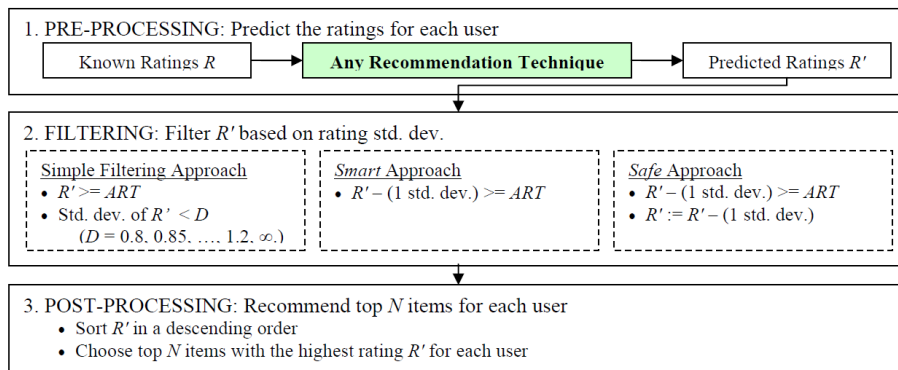 1. PRE-PROCESSING: Predict the ratings for each user
Known Ratings R
Any Recommendation Technique
Predicted Ratings R'
2. FILTERING: Filter R' based on rating std. dev.
Simple Filtering Approach
• R' >= ART
• Std. dev. of R' < D
(D = 0.8, 0.85, …, 1.2, ∞.)
Smart Approach
• R' – (1 std. dev.) >= ART
Safe Approach
• R' – (1 std. dev.) >= ART
• R' := R' – (1 std. dev.)
3. POST-PROCESSING: Recommend top N items for each user
• Sort R' in a descending order
• Choose top N items with the highest rating R' for each user